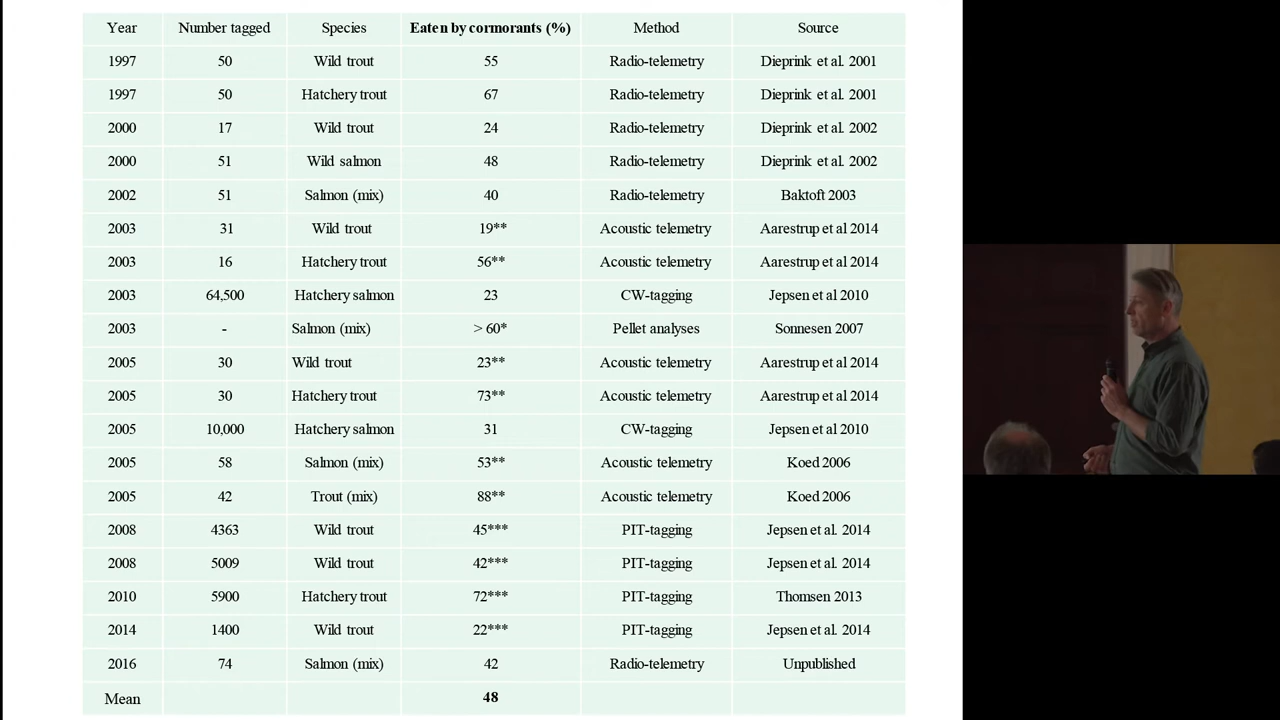 Year Number tagged Species Eaten by cormorants (%) Method Source
1997 50 Wild trout 55 Radio-telemetry Dieprink et al. 2001
1997 50 Hatchery trout 67 Radio-telemetry Dieprink et al. 2001
2000 17 Wild trout 24 Radio-telemetry Dieprink et al. 2002
2000 51 Wild salmon 48 Radio-telemetry Dieprink et al. 2002
2002 51 Salmon (mix) 40 Radio-telemetry Baktoft 2003
2003 31 Wild trout 19** Acoustic telemetry Aarestrup et al 2014
2003 16 Hatchery trout 56** Acoustic telemetry Aarestrup et al 2014
2003 64,500 Hatchery salmon 23 CW-tagging Jepsen et al 2010
2003 - Salmon (mix) > 60* Pellet analyses Sonnesen 2007
2005 30 Wild trout 23** Acoustic telemetry Aarestrup et al 2014
2005 30 Hatchery trout 73** Acoustic telemetry Aarestrup et al 2014
2005 10,000 Hatchery salmon 31 CW-tagging Jepsen et al 2010
2005 58 Salmon (mix) 53** Acoustic telemetry Koed 2006
2005 42 Trout (mix) 88** Acoustic telemetry Koed 2006
2008 4363 Wild trout 45*** PIT-tagging Jepsen et al. 2014
2008 5009 Wild trout 42*** PIT-tagging Jepsen et al. 2014
2010 5900 Hatchery trout 72*** PIT-tagging Thomsen 2013
2014 1400 Wild trout 22*** PIT-tagging Jepsen et al. 2014
2016 74 Salmon (mix) 42 Radio-telemetry Unpublished
Mean 48